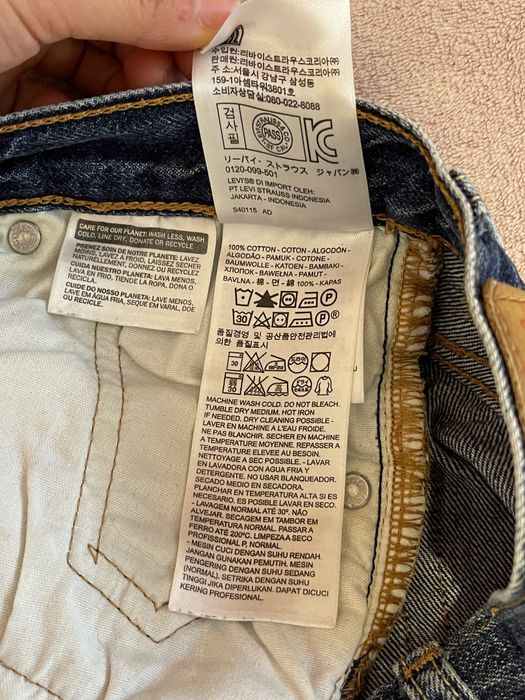 수입원: 리바이스트라우스코리아㈜
판매원: 리바이스트라우스코리아㈜
주 소:서울시 강남구 삼성동
159-1아셈타워3801호
소비자상담실:080-022-8088
검사필
LEVI STRAUSS & CO
PASS
S.F. CAL.
リーバイ・ストラウス ジャパン㈱
0120-099-501
LEVI'S® DI IMPORT OLEH:
PT LEVI STRAUSS INDONESIA
JAKARTA - INDONESIA
S40115 AD
CARE FOR OUR PLANET: WASH LESS, WASH
COLD, LINE DRY, DONATE OR RECYCLE
PRENEZ SOIN DE NOTRE PLANETE: LAVEZ
MOINS, LAVEZ A FROID, LAISSEZ SECHER
NATURELLEMENT, DONNEZ OU RECYCLEZ
CUIDA NUESTRO PLANETA: LAVA MENOS,
LAVA EN FRIO, TIENDE LA ROPA, DONA O
RECICLA
CUIDE DO NOSSO PLANETA: LAVE MENOS,
LAVE EM ÁGUA FRIA, SEQUE EM VARAL, DOE
OU RECICLE
100% COTTON - COTON - ALGODÓN -
ALGODÃO - PAMUK - COTONE -
BAUMWOLLE - KATOEN - BAMBAKI -
ХЛОПОК - BAWEŁNA - PAMUT -
BAVLNA - 棉 - 면 - 綿 100% - KAPAS
30 P
30 P ®
품질경영 및 공산품안전관리법에
의한 품질표시
30
30
MACHINE WASH COLD. DO NOT BLEACH.
TUMBLE DRY MEDIUM. HOT IRON
IF NEEDED. DRY CLEANING POSSIBLE -
LAVER EN MACHINE A L'EAU FROIDE.
NE PAS BLANCHIR. SECHER EN MACHINE
A TEMPERATURE MOYENNE. REPASSAGE
TEMPERATURE ELEVEE AU BESOIN.
NETTOYAGE A SEC POSSIBLE. - LAVAR
EN LAVADORA CON AGUA FRIA Y
DETERGENTE. NO USAR BLANQUEADOR.
SECADO MEDIO EN SECADORA.
PLANCHAR EN TEMPERATURA ALTA SI ES
NECESARIO. ES POSIBLE LAVAR EN SECO.
- LAVAGEM NORMAL ATÉ 30º. NÃO
ALVEJAR. SECAGEM EM TAMBOR EM
TEMPERATURA NORMAL. PASSAR A
FERRO ATÉ 200ºC. LIMPEZA A SECO
PROFISSIONAL P, NORMAL.
- MESIN CUCI DENGAN SUHU RENDAH.
JANGAN GUNAKAN PEMUTIH. MESIN
PENGERING DENGAN SUHU SEDANG
(NORMAL). SETRIKA DENGAN SUHU
TINGGI JIKA DIPERLUKAN. DAPAT DICUCI
KERING PROFESIONAL.